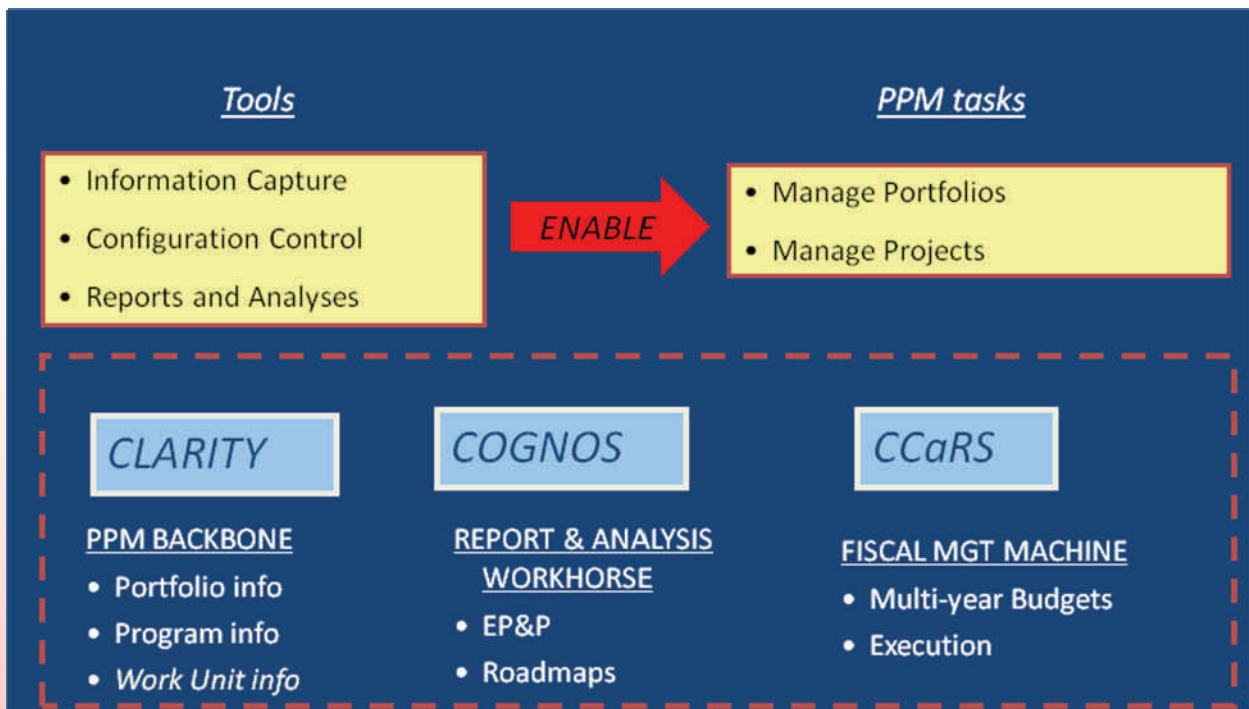 Tools
• Information Capture
• Configuration Control
• Reports and Analyses
ENABLE
PPM tasks
• Manage Portfolios
• Manage Projects
CLARITY
PPM BACKBONE
• Portfolio info
• Program info
• Work Unit info
COGNOS
REPORT & ANALYSIS
WORKHORSE
• EP&P
• Roadmaps
CCaRS
FISCAL MGT MACHINE
• Multi-year Budgets
• Execution